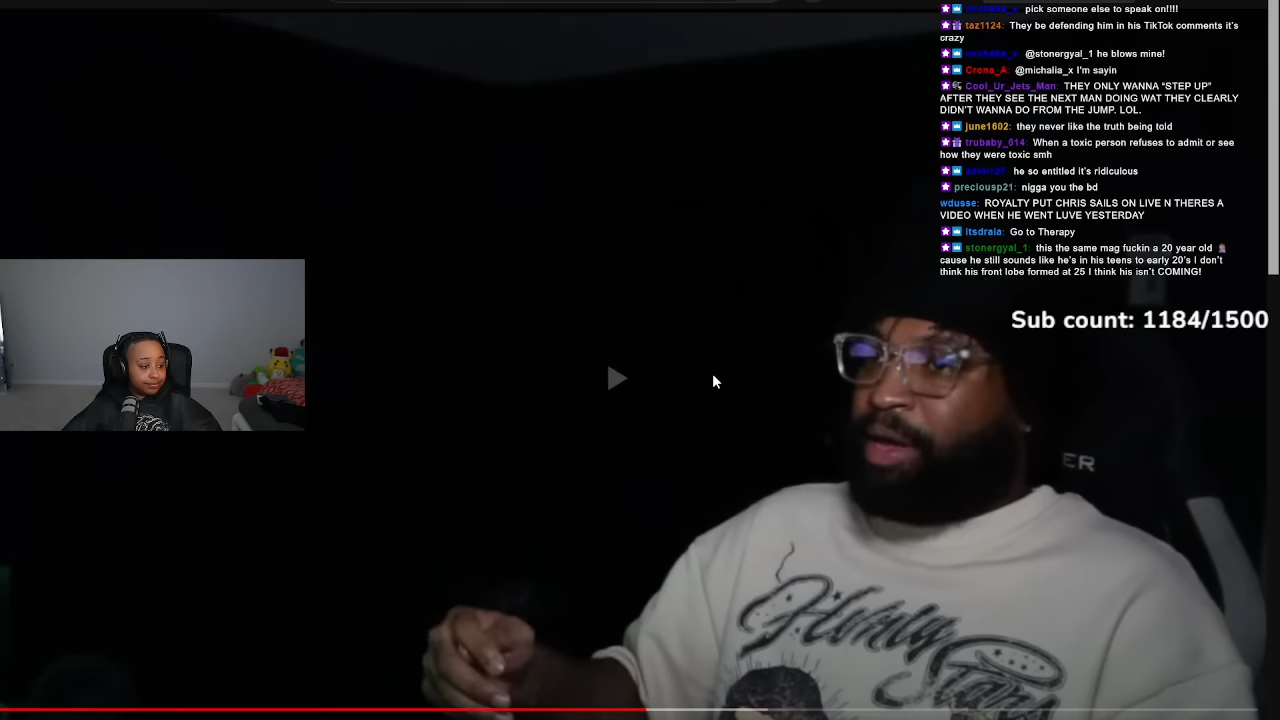 pick someone else to speak on!!!!
taz1124: They be defending him in his TikTok comments it's
crazy
@stonergyal_1 he blows mine!
Crona_A: @michalia_x I'm sayin
Cool_Ur_Jets_Man: THEY ONLY WANNA "STEP UP"
AFTER THEY SEE THE NEXT MAN DOING WAT THEY CLEARLY
DIDN'T WANNA DO FROM THE JUMP. LOL.
june1602: they never like the truth being told
trubaby_614: When a toxic person refuses to admit or see
how they were toxic smh
he so entitled it's ridiculous
preciousp21: nigga you the bd
wdusse: ROYALTY PUT CHRIS SAILS ON LIVE N THERES A
VIDEO WHEN HE WENT LUVE YESTERDAY
itsdraia: Go to Therapy
stonergyal_1: this the same mag fuckin a 20 year old
cause he still sounds like he's in his teens to early 20's I don't
think his front lobe formed at 25 I think his isn't COMING!
Sub count: 1184/1500
ER